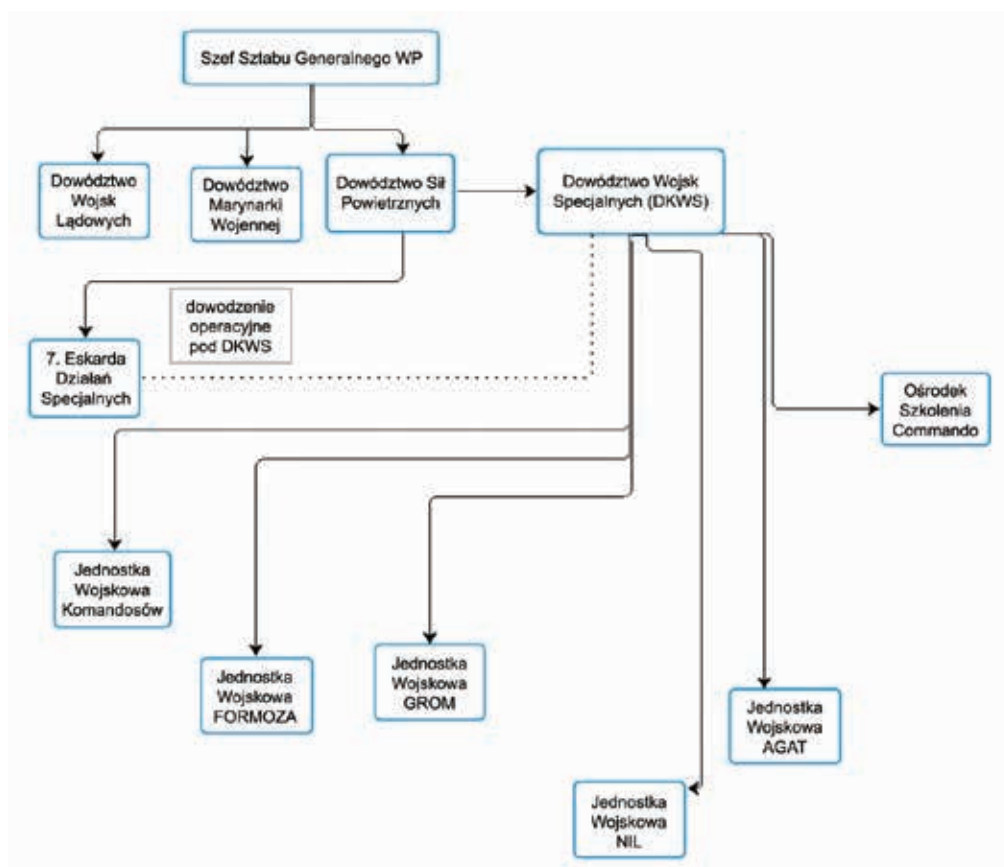 Szef Sztabu Generalnego WP
Dowództwo
Wojsk
Lądowych
Dowództwo
Marynarki
Wojennej
Dowództwo Sił
Powietrznych
Dowództwo Wojsk
Specjalnych (DKWS)
dowodzenie
operacyjne
pod DKWS
7. Eskarda
Działań
Specjalnych
Ośrodek
Szkolenia
Commando
Jednostka
Wojskowa
Komandosów
Jednostka
Wojskowa
FORMOZA
Jednostka
Wojskowa
GROM
Jednostka
Wojskowa
AGAT
Jednostka
Wojskowa
NIL